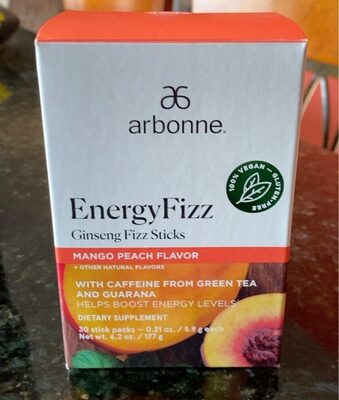 arbonne®
100% VEGAN – GLUTEN-FREE
EnergyFizz
Ginseng Fizz Sticks
MANGO PEACH FLAVOR
+ OTHER NATURAL FLAVORS
WITH CAFFEINE FROM GREEN TEA
AND GUARANA
HELPS BOOST ENERGY LEVELS
DIETARY SUPPLEMENT
30 stick packs — 0.21 oz. / 5.9 g each
Net wt. 6.2 oz. / 177 g